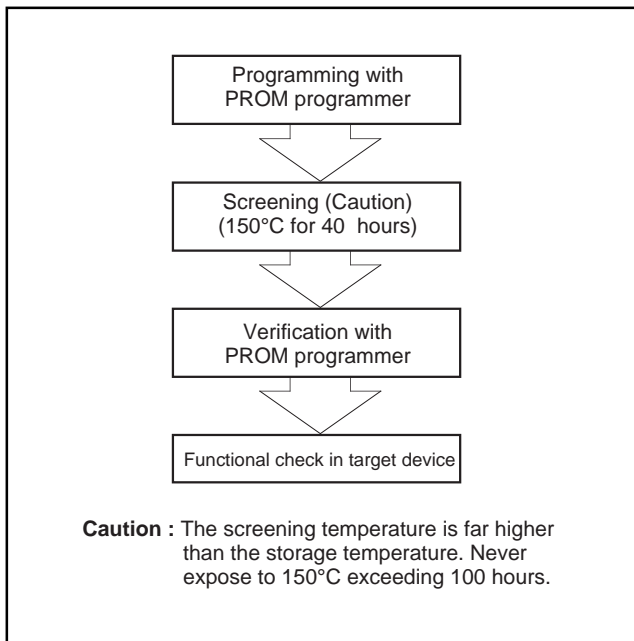 Programming with
PROM programmer
Screening (Caution)
(150°C for 40 hours)
Verification with
PROM programmer
Functional check in target device
Caution : The screening temperature is far higher
than the storage temperature. Never
expose to 150°C exceeding 100 hours.